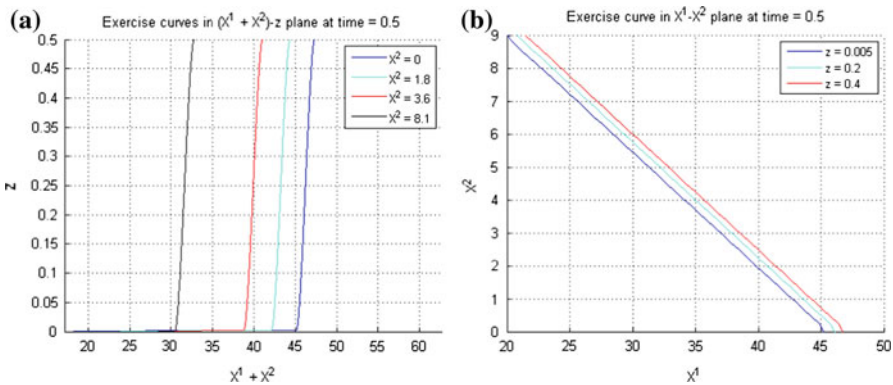 (a)
Exercise curves in (X¹ + X²)-z plane at time = 0.5
0.5
0.45
0.4
0.35
0.3
0.25
0.2
0.15
0.1
0.05
0
z
X² = 0
X² = 1.8
X² = 3.6
X² = 8.1
20 25 30 35 40 45 50 55 60
X¹ + X²
(b)
Exercise curve in X¹-X² plane at time = 0.5
9
8
7
6
5
4
3
2
1
0
X²
z = 0.005
z = 0.2
z = 0.4
20 25 30 35 40 45 50
X¹